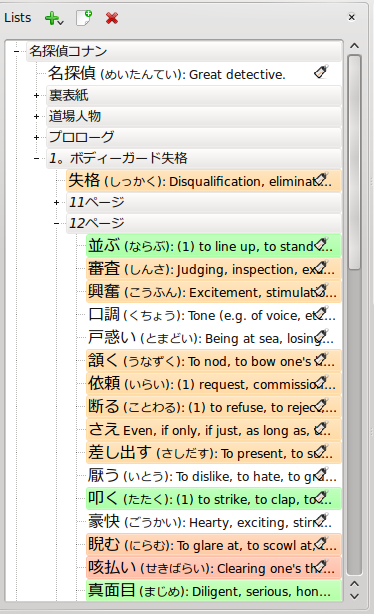 Lists
名探偵コナン
名探偵 (めいたんてい): Great detective.
裏表紙
道場人物
プロローグ
1。ボディーガード失格
失格 (しっかく): Disqualification, eliminat...
11ページ
12ページ
並ぶ (ならぶ): (1) to line up, to stand...
審査 (しんさ): Judging, inspection, ex...
興奮 (こうふん): Excitement, stimulat...
口調 (くちょう): Tone (e.g. of voice, et...
戸惑い (とまどい): Being at sea, losing...
頷く (うなずく): To nod, to bow one's ...
依頼 (いらい): (1) request, commissio...
断る (ことわる): (1) to refuse, to rejec...
さえ Even, if only, if just, as long as, ...
差し出す (さしだす): To present, to su...
厭う (いとう): To dislike, to hate, to gr...
叩く (たたく): (1) to strike, to clap, to...
豪快 (ごうかい): Hearty, exciting, stirr...
睨む (にらむ): To glare at, to scowl at,...
咳払い (せきばらい): Clearing one's th...
真面目 (まじめ): Diligent, serious, hon...